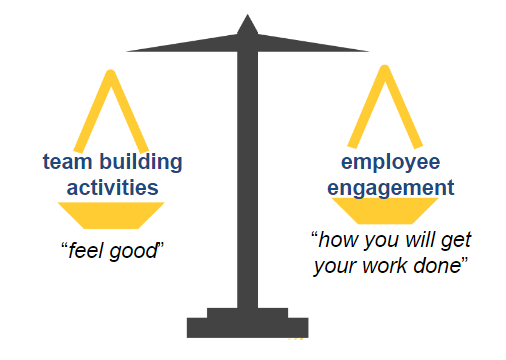 team building
activities
“feel good”
employee
engagement
“how you will get
your work done”